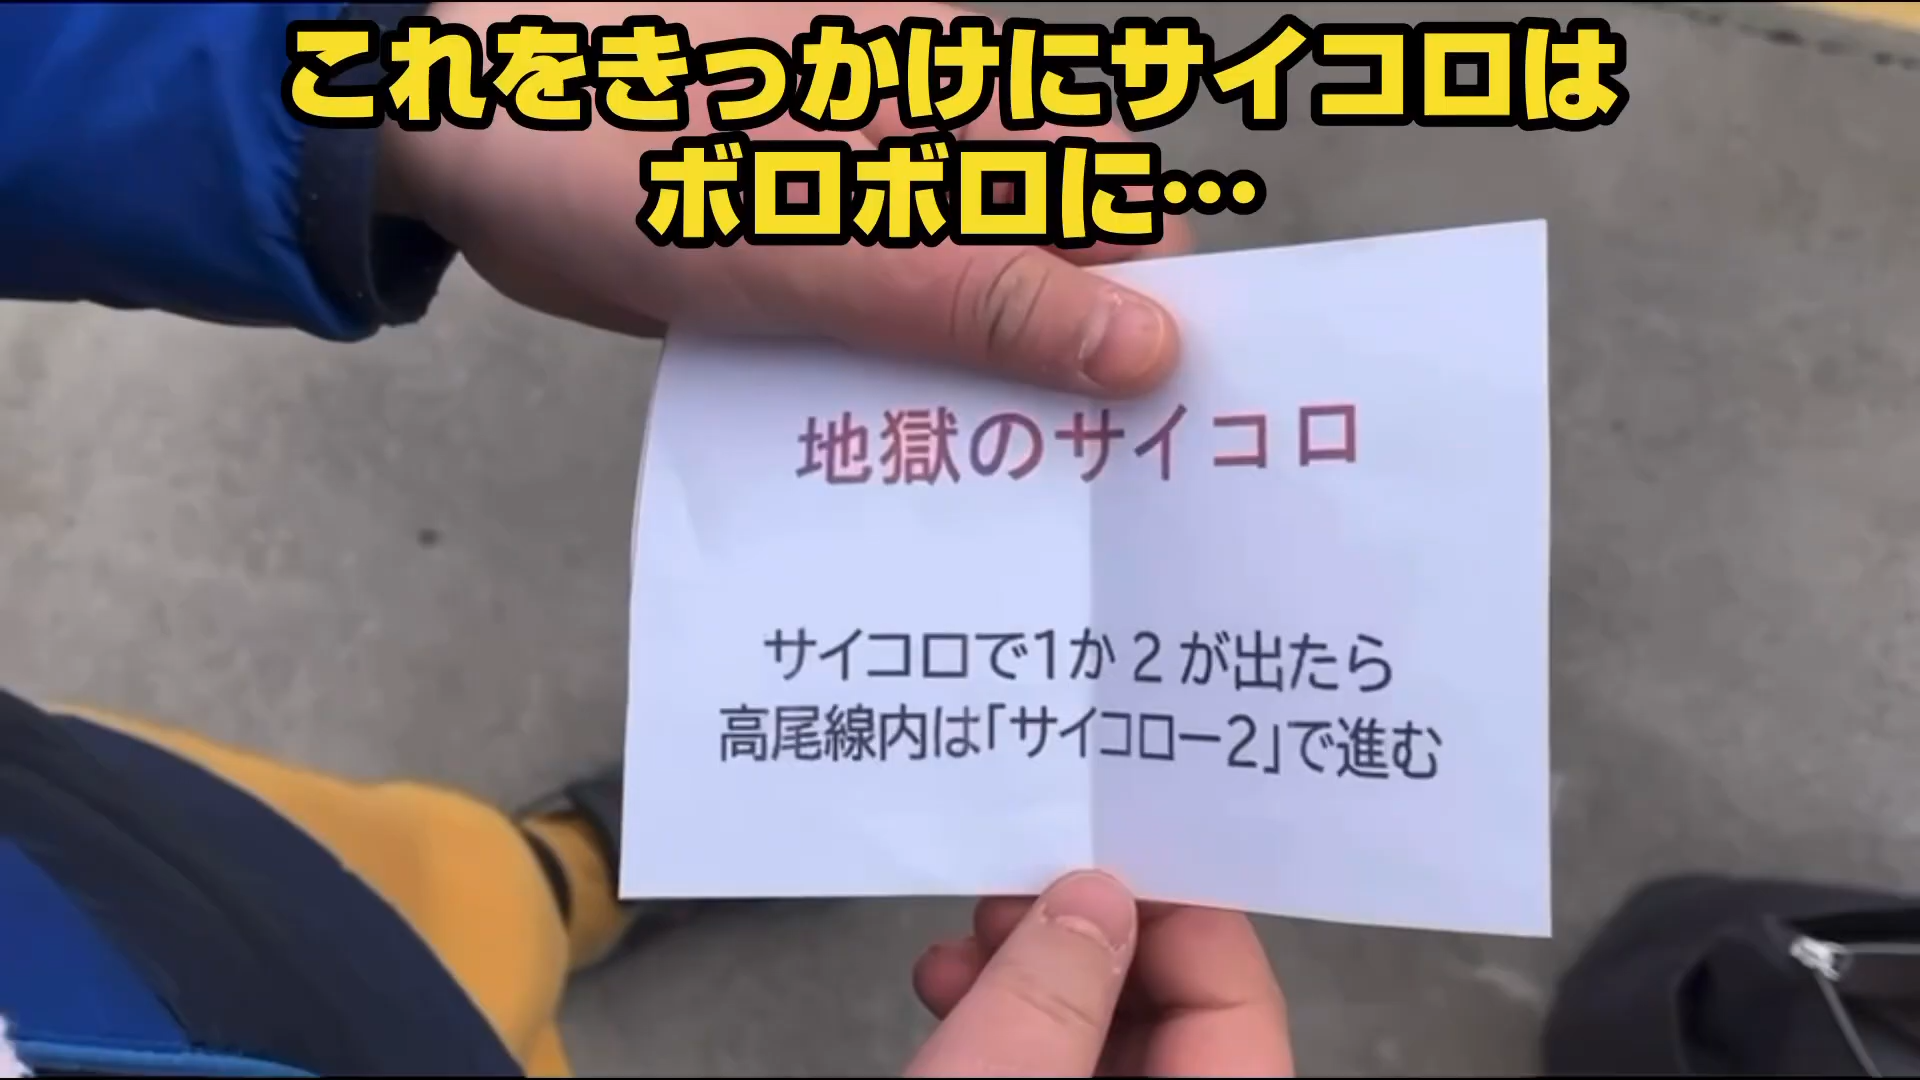 これをきっかけにサイコロは
ボロボロに…
地獄のサイコロ
サイコロで1か2が出たら
高尾線内は「サイコロー2」で進む